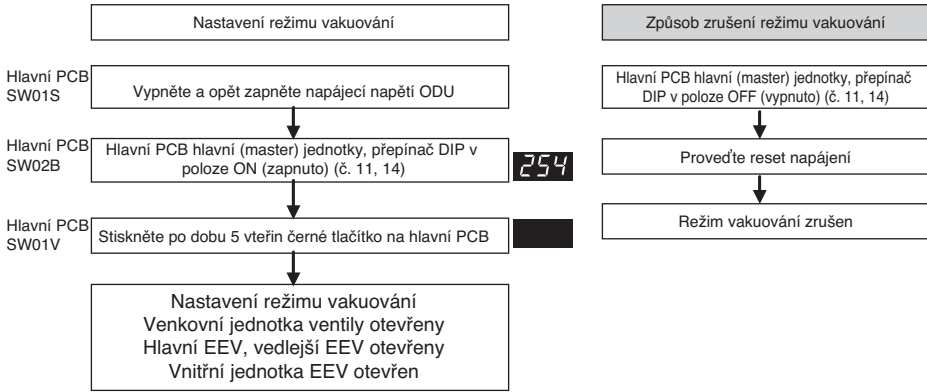 Nastavení režimu vakuování
Hlavní PCB
SW01S
Vypněte a opět zapněte napájecí napětí ODU
Hlavní PCB
SW02B
Hlavní PCB hlavní (master) jednotky, přepínač DIP v
poloze ON (zapnuto) (č. 11, 14)
254
Hlavní PCB
SW01V
Stiskněte po dobu 5 vteřin černé tlačítko na hlavní PCB
Nastavení režimu vakuování
Venkovní jednotka ventily otevřeny
Hlavní EEV, vedlejší EEV otevřeny
Vnitřní jednotka EEV otevřen
Způsob zrušení režimu vakuování
Hlavní PCB hlavní (master) jednotky, přepínač
DIP v poloze OFF (vypnuto) (č. 11, 14)
Proveďte reset napájení
Režim vakuování zrušen